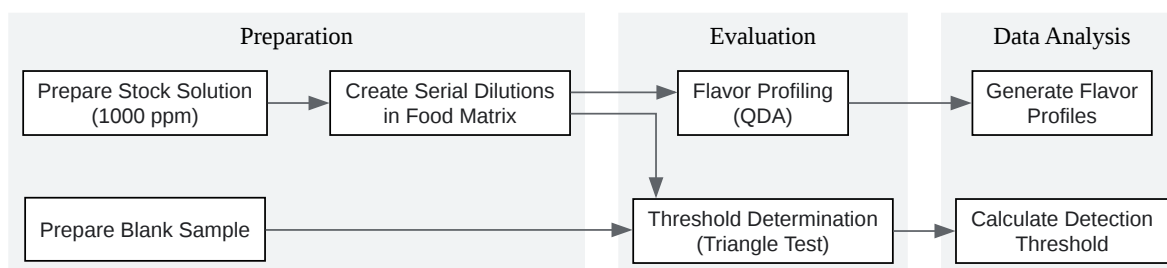 Preparation
Evaluation
Data Analysis
Prepare Stock Solution
(1000 ppm)
Create Serial Dilutions
in Food Matrix
Flavor Profiling
(QDA)
Generate Flavor
Profiles
Prepare Blank Sample
Threshold Determination
(Triangle Test)
Calculate Detection
Threshold